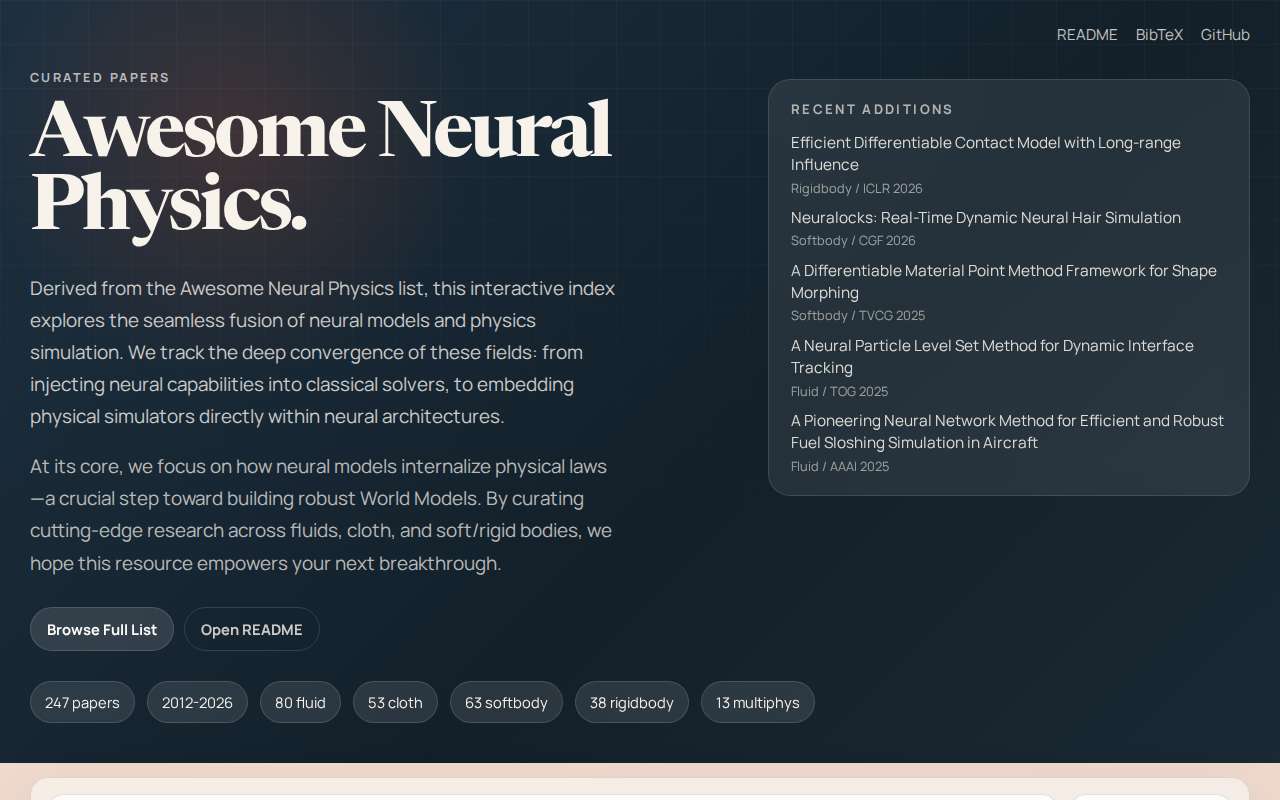 README BibTeX GitHub
CURATED PAPERS
Awesome Neural
Physics.
Derived from the Awesome Neural Physics list, this interactive index
explores the seamless fusion of neural models and physics
simulation. We track the deep convergence of these fields: from
injecting neural capabilities into classical solvers, to embedding
physical simulators directly within neural architectures.
At its core, we focus on how neural models internalize physical laws
—a crucial step toward building robust World Models. By curating
cutting-edge research across fluids, cloth, and soft/rigid bodies, we
hope this resource empowers your next breakthrough.
Browse Full List
Open README
247 papers
2012-2026
80 fluid
53 cloth
63 softbody
38 rigidbody
13 multiphys
RECENT ADDITIONS
Efficient Differentiable Contact Model with Long-range
Influence
Rigidbody / ICLR 2026
Neuralocks: Real-Time Dynamic Neural Hair Simulation
Softbody / CGF 2026
A Differentiable Material Point Method Framework for Shape
Morphing
Softbody / TVCG 2025
A Neural Particle Level Set Method for Dynamic Interface
Tracking
Fluid / TOG 2025
A Pioneering Neural Network Method for Efficient and Robust
Fuel Sloshing Simulation in Aircraft
Fluid / AAAI 2025